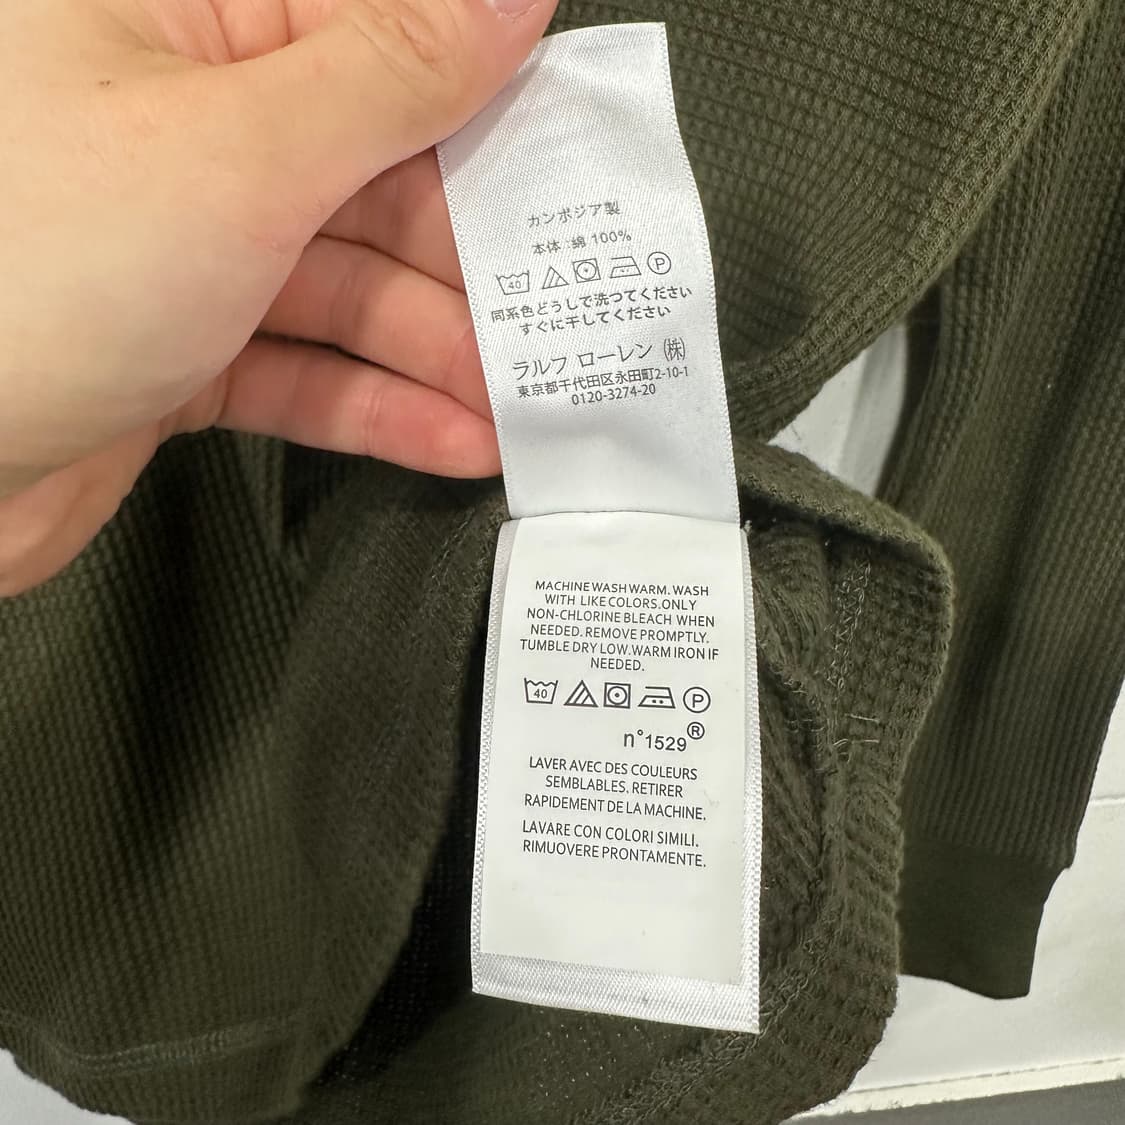 カンボジア製
本体:綿 100%
40 P
同系色どうしで洗つてください
すぐに干してください
ラルフ ローレン ㈱
東京都千代田区永田町2-10-1
0120-3274-20
MACHINE WASH WARM. WASH
WITH LIKE COLORS.ONLY
NON-CHLORINE BLEACH WHEN
NEEDED. REMOVE PROMPTLY.
TUMBLE DRY LOW.WARM IRON IF
NEEDED.
40 P
n°1529®
LAVER AVEC DES COULEURS
SEMBLABLES. RETIRER
RAPIDEMENT DE LA MACHINE.
LAVARE CON COLORI SIMILI.
RIMUOVERE PRONTAMENTE.